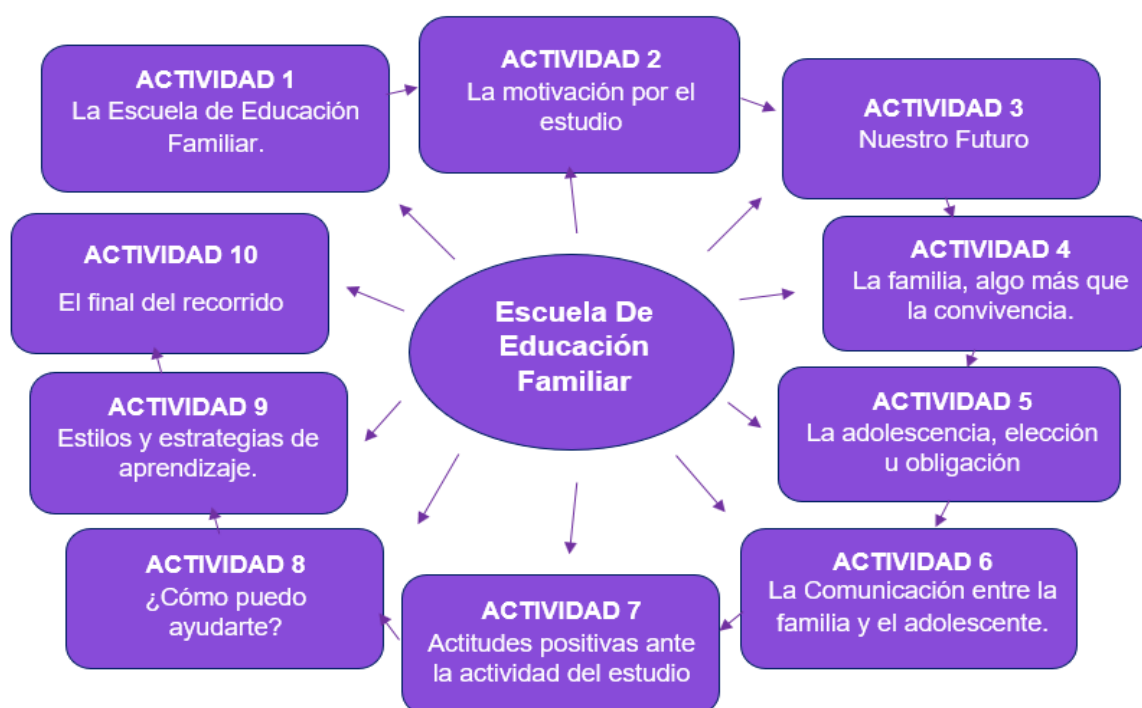 ACTIVIDAD 1
La Escuela de Educación
Familiar.
ACTIVIDAD 2
La motivación por el
estudio
ACTIVIDAD 3
Nuestro Futuro
ACTIVIDAD 4
La familia, algo más que
la convivencia.
ACTIVIDAD 5
La adolescencia, elección
u obligación
ACTIVIDAD 6
La Comunicación entre la
familia y el adolescente.
ACTIVIDAD 7
Actitudes positivas ante
la actividad del estudio
ACTIVIDAD 8
¿Cómo puedo
ayudarte?
ACTIVIDAD 9
Estilos y estrategias de
aprendizaje.
ACTIVIDAD 10
El final del recorrido
Escuela De
Educación
Familiar